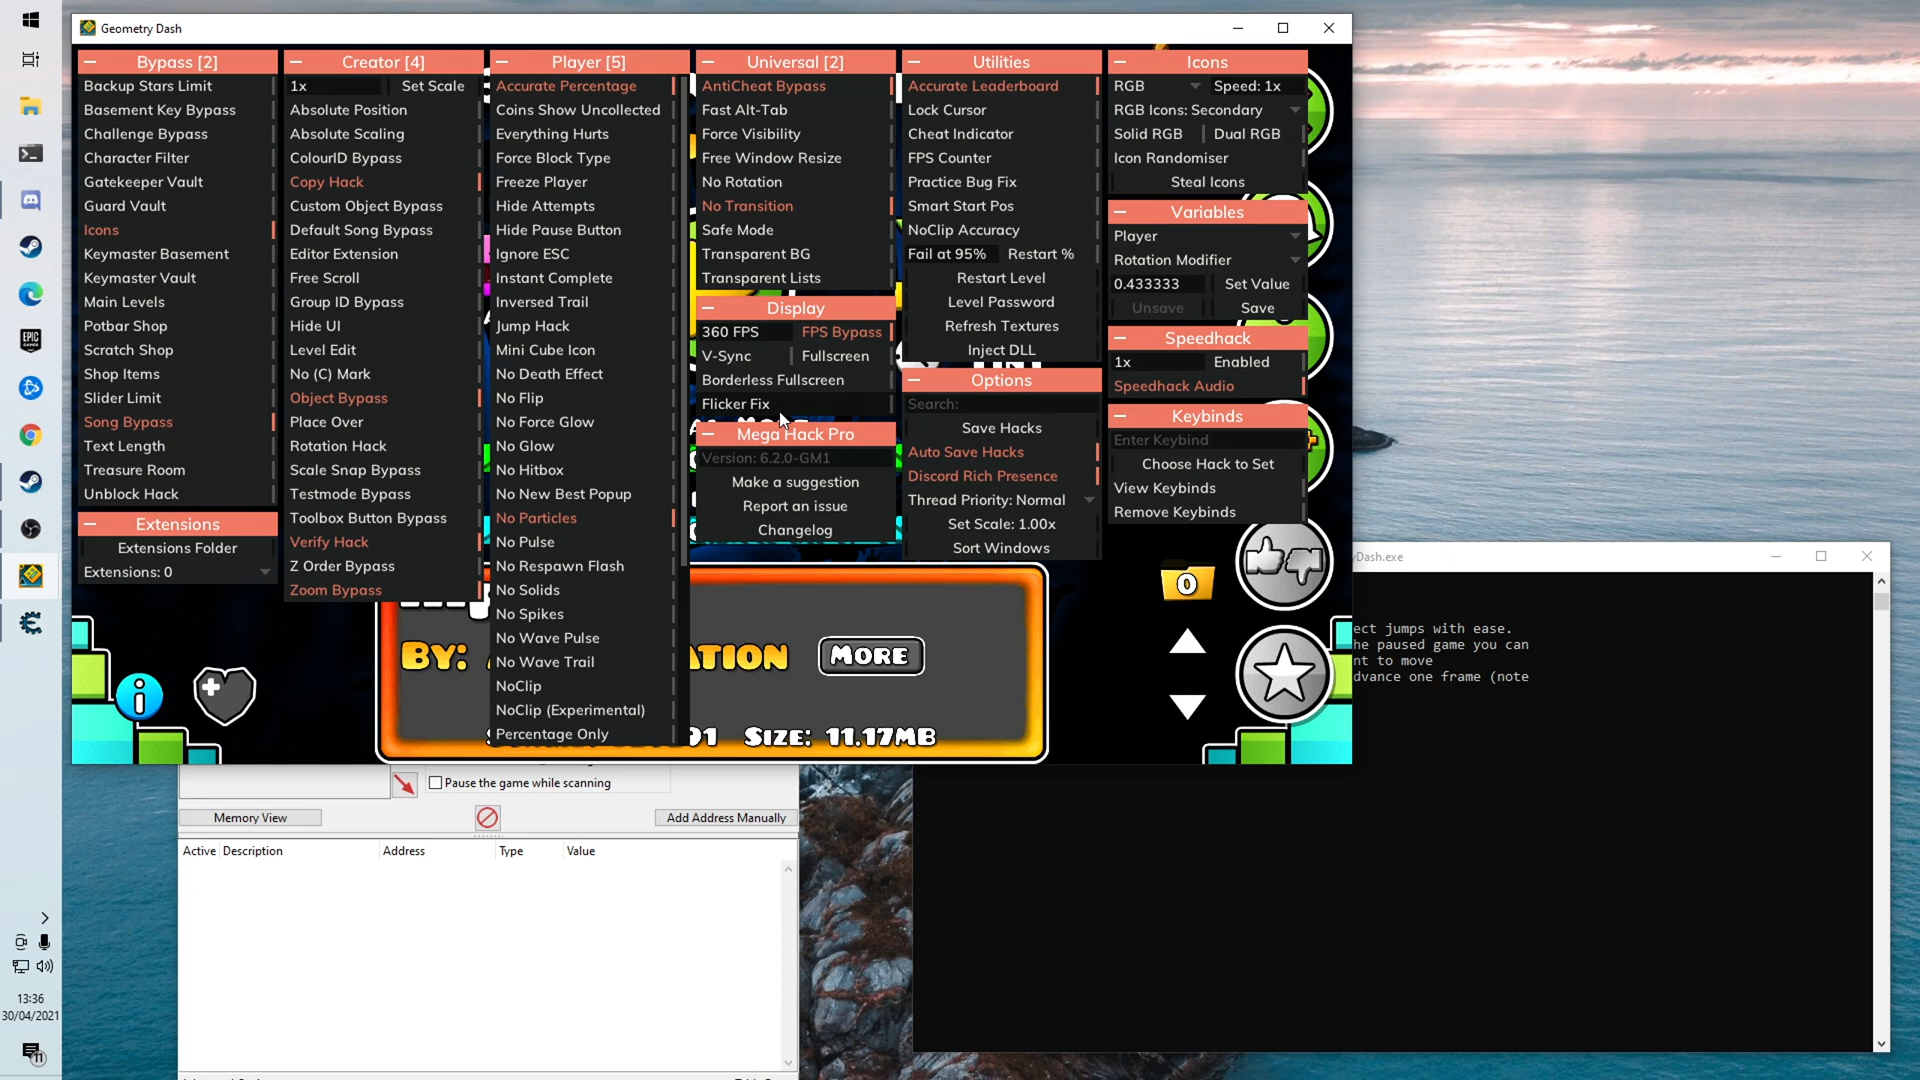 Geometry Dash
Bypass [2]
Backup Stars Limit
Basement Key Bypass
Challenge Bypass
Character Filter
Gatekeeper Vault
Guard Vault
Icons
Keymaster Basement
Keymaster Vault
Main Levels
Potbar Shop
Scratch Shop
Shop Items
Slider Limit
Song Bypass
Text Length
Treasure Room
Unblock Hack
Extensions
Extensions Folder
Extensions: 0
Creator [4]
1x Set Scale
Absolute Position
Absolute Scaling
ColourID Bypass
Copy Hack
Custom Object Bypass
Default Song Bypass
Editor Extension
Free Scroll
Group ID Bypass
Hide UI
Level Edit
No (C) Mark
Object Bypass
Place Over
Rotation Hack
Scale Snap Bypass
Testmode Bypass
Toolbox Button Bypass
Verify Hack
Z Order Bypass
Zoom Bypass
Player [5]
Accurate Percentage
Coins Show Uncollected
Everything Hurts
Force Block Type
Freeze Player
Hide Attempts
Hide Pause Button
Ignore ESC
Instant Complete
Inversed Trail
Jump Hack
Mini Cube Icon
No Death Effect
No Flip
No Force Glow
No Glow
No Hitbox
No New Best Popup
No Particles
No Pulse
No Respawn Flash
No Solids
No Spikes
No Wave Pulse
No Wave Trail
NoClip
NoClip (Experimental)
Percentage Only
Universal [2]
AntiCheat Bypass
Fast Alt-Tab
Force Visibility
Free Window Resize
No Rotation
No Transition
Safe Mode
Transparent BG
Transparent Lists
Display
360 FPS FPS Bypass
V-Sync Fullscreen
Borderless Fullscreen
Flicker Fix
Mega Hack Pro
Version: 6.2.0-GM1
Make a suggestion
Report an issue
Changelog
Utilities
Accurate Leaderboard
Lock Cursor
Cheat Indicator
FPS Counter
Practice Bug Fix
Smart Start Pos
NoClip Accuracy
Fail at 95% Restart %
Restart Level
Level Password
Refresh Textures
Inject DLL
Options
Search:
Save Hacks
Auto Save Hacks
Discord Rich Presence
Thread Priority: Normal
Set Scale: 1.00x
Sort Windows
Icons
RGB Speed: 1x
RGB Icons: Secondary
Solid RGB Dual RGB
Icon Randomiser
Steal Icons
Variables
Player
Rotation Modifier
0.433333 Set Value
Unsave Save
Speedhack
1x Enabled
Speedhack Audio
Keybinds
Enter Keybind
Choose Hack to Set
View Keybinds
Remove Keybinds
0
By: ATION More
Size: 11.17MB
yDash.exe
ect jumps with ease.
he paused game you can
nt to move
dvance one frame (note
Pause the game while scanning
Memory View Add Address Manually
Active Description Address Type Value
13:36
30/04/2021
11